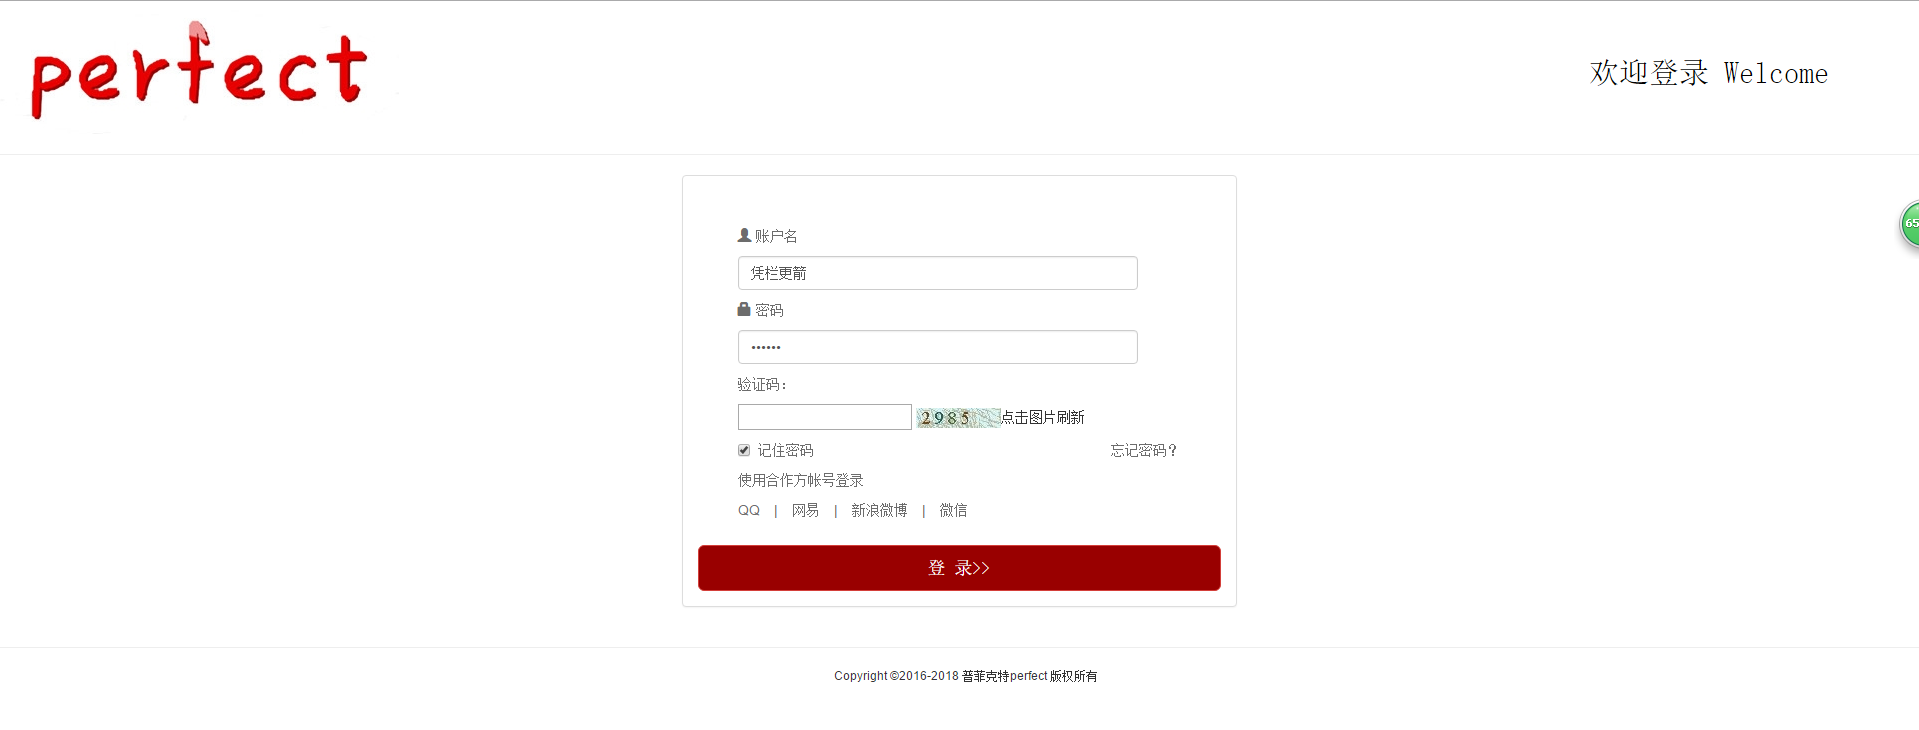 perfect
欢迎登录 Welcome
65
账户名
凭栏更箭
密码
••••••
验证码：
2985 点击图片刷新
记住密码 忘记密码？
使用合作方帐号登录
QQ | 网易 | 新浪微博 | 微信
登 录>>
Copyright ©2016-2018 普菲克特perfect 版权所有